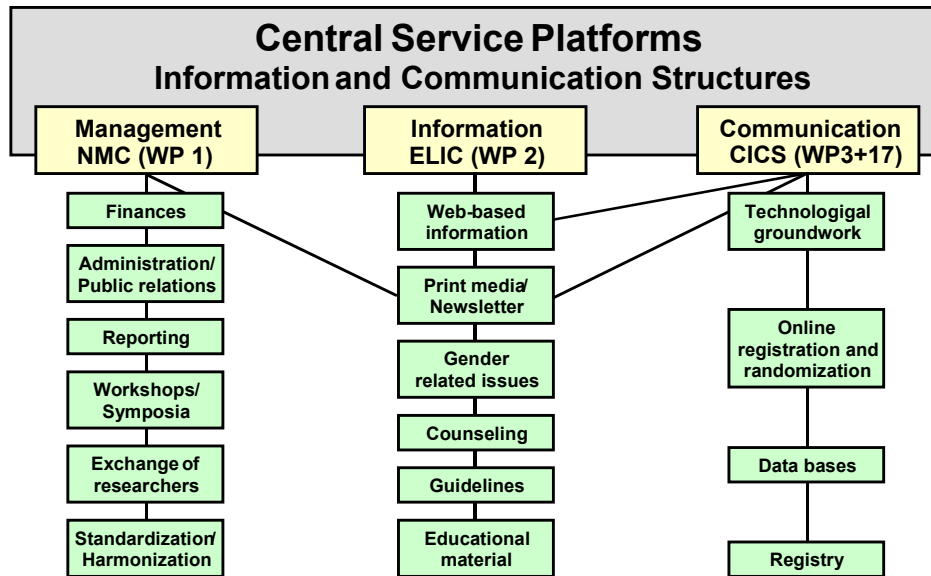 Central Service Platforms
Information and Communication Structures
Management
NMC (WP 1)
Finances
Administration/
Public relations
Reporting
Workshops/
Symposia
Exchange of
researchers
Standardization/
Harmonization
Information
ELIC (WP 2)
Web-based
information
Print media/
Newsletter
Gender
related issues
Counseling
Guidelines
Educational
material
Communication
CICS (WP3+17)
Technologigal
groundwork
Online
registration and
randomization
Data bases
Registry